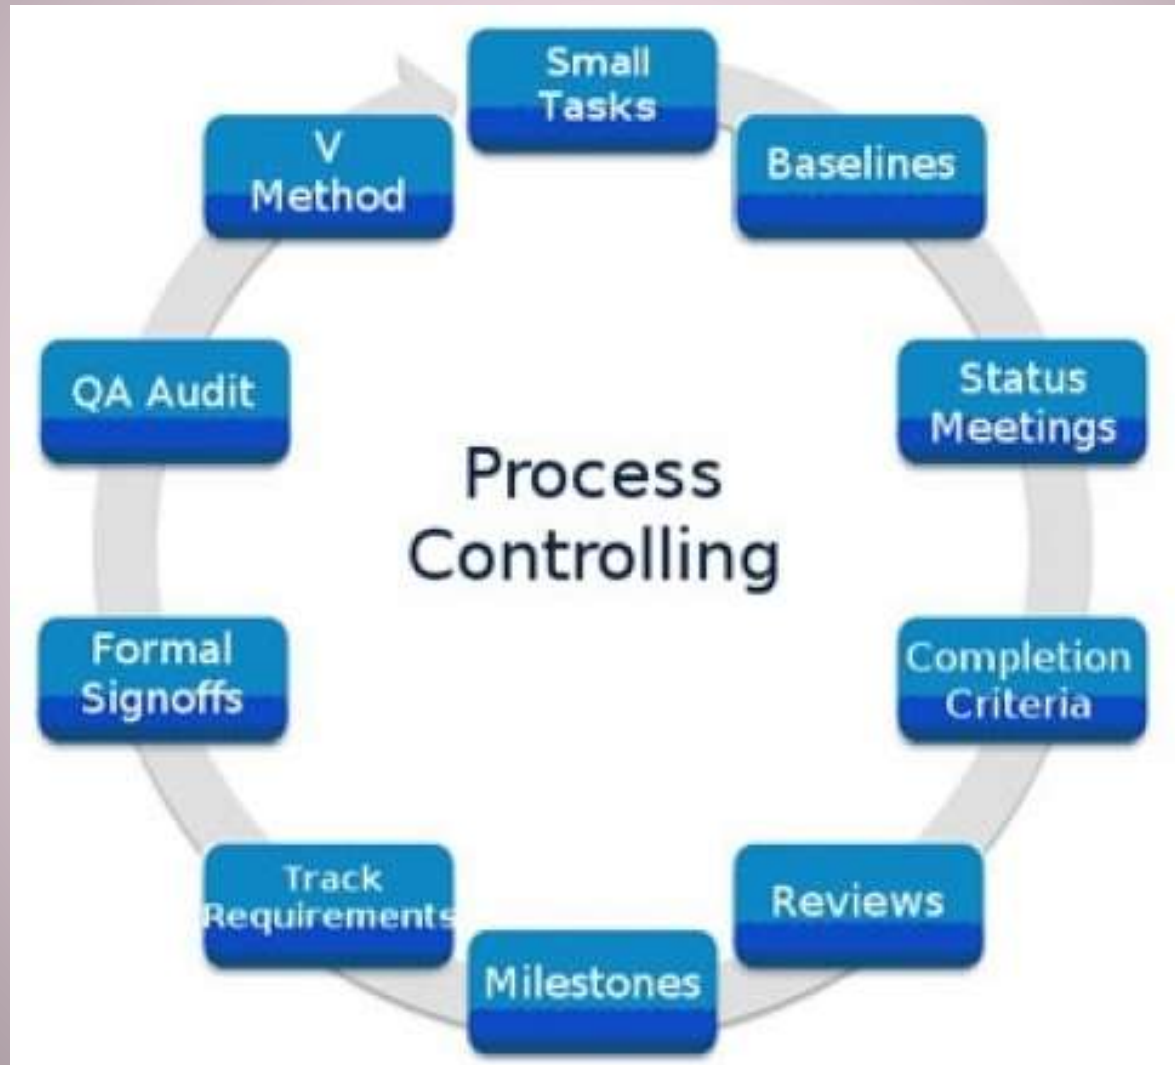 Small
Tasks
Baselines
Status
Meetings
Completion
Criteria
Reviews
Milestones
Track
Requirements
Formal
Signoffs
QA Audit
V
Method
Process
Controlling